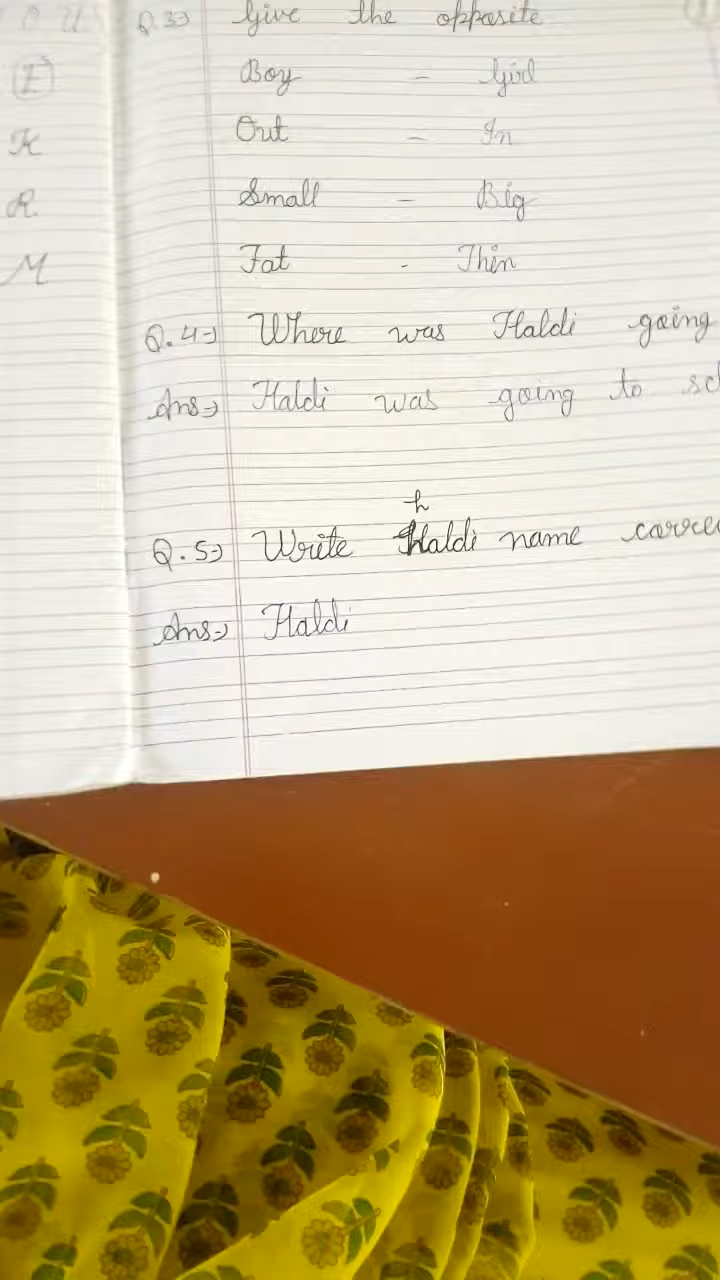 Q.3→ Give the opposite
Boy - Girl
Out - In
Small - Big
Fat - Thin
K
R
M
Q.4→ Where was Haldi going
Ans→ Haldi was going to
h
Q.5→ Write Haldi name
Ans→ Haldi